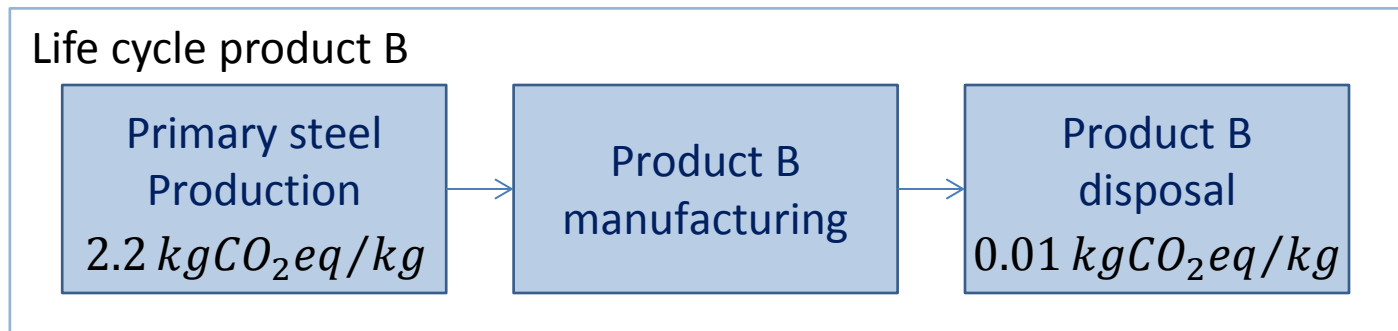 Life cycle product B
Primary steel
Production
2.2 kgCO₂eq/kg
Product B
manufacturing
Product B
disposal
0.01 kgCO₂eq/kg